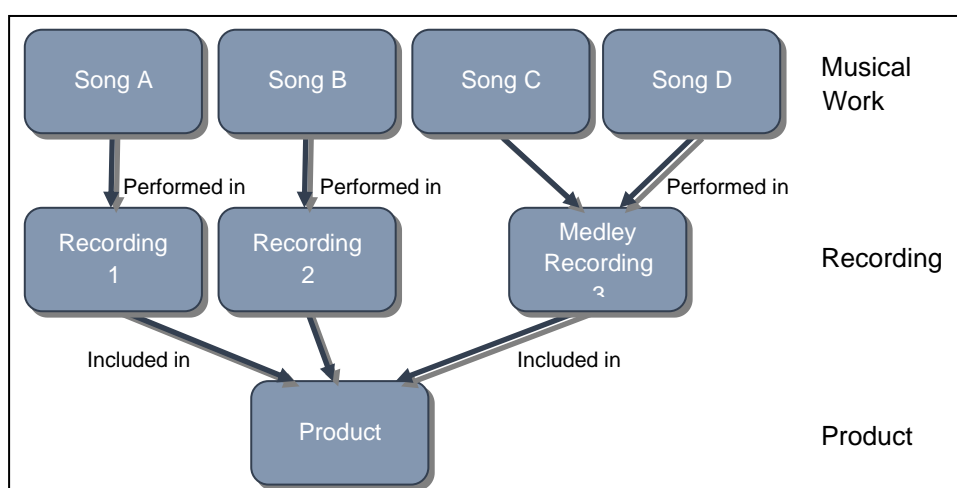 Song A
Song B
Song C
Song D
Musical
Work
Performed in
Performed in
Performed in
Recording
1
Recording
2
Medley
Recording
3
Recording
Included in
Included in
Product
Product